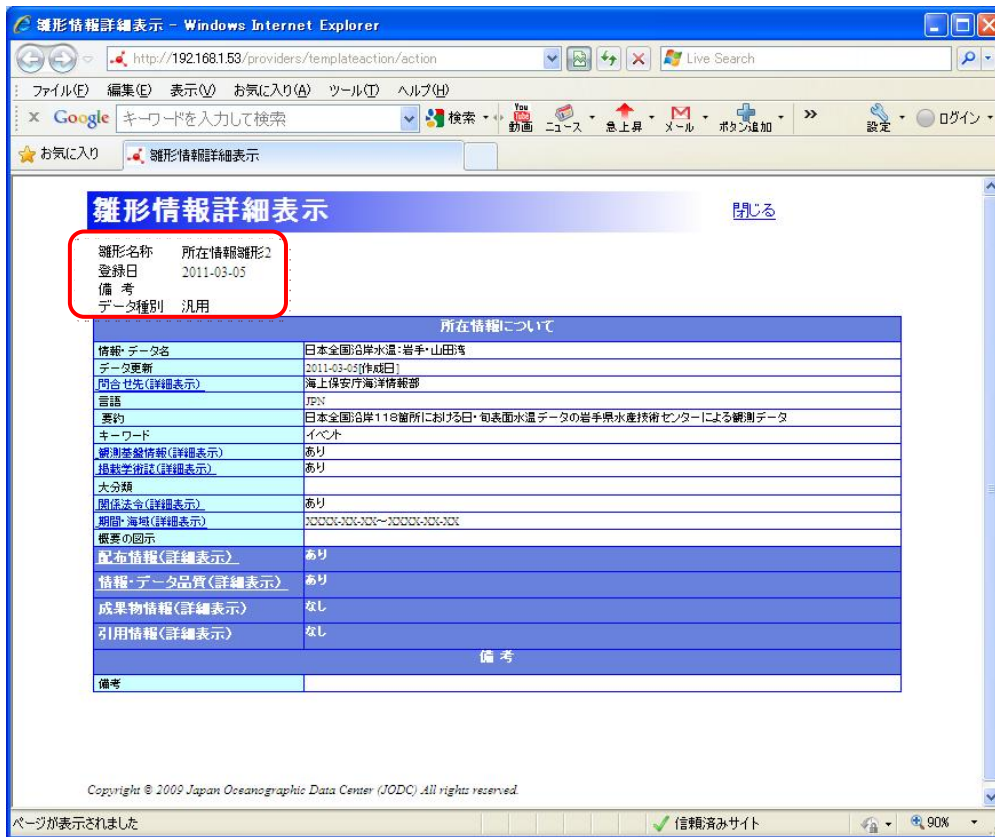 雛形情報詳細表示 - Windows Internet Explorer
http://192.168.1.53/providers/templateaction/action
Live Search
ファイル(F) 編集(E) 表示(V) お気に入り(A) ツール(T) ヘルプ(H)
x Google キーワードを入力して検索 検索 You Tube 動画 ニュース 急上昇 メール ボタン追加 » 設定 ログイン
お気に入り 雛形情報詳細表示
雛形情報詳細表示 閉じる
雛形名称 所在情報雛形2
登録日 2011-03-05
備 考
データ種別 汎用
所在情報について
情報・データ名 日本全国沿岸水温:岩手・山田湾
データ更新 2011-03-05[作成日]
問合せ先(詳細表示) 海上保安庁海洋情報部
言語 JPN
要約 日本全国沿岸118箇所における日・旬表面水温データの岩手県水産技術センターによる観測データ
キーワード イベント
観測基盤情報(詳細表示) あり
掲載学術誌(詳細表示) あり
大分類
関係法令(詳細表示) あり
期間・海域(詳細表示) XXXX-XX-XX～XXXX-XX-XX
概要の図示
配布情報(詳細表示) あり
情報・データ品質(詳細表示) あり
成果物情報(詳細表示) なし
引用情報(詳細表示) なし
備 考
備考
Copyright © 2009 Japan Oceanographic Data Center (JODC) All rights reserved.
ページが表示されました 信頼済みサイト 90%